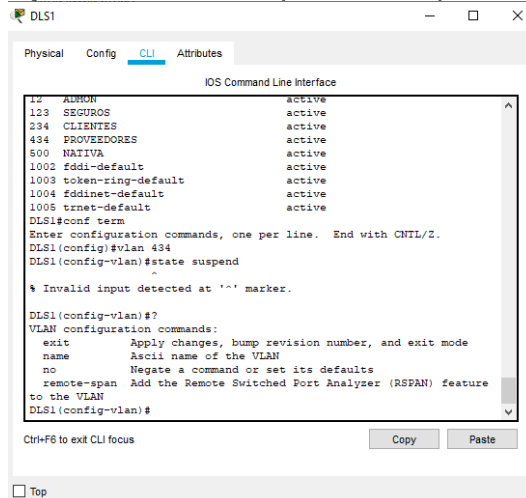 DLS1
Physical Config CLI Attributes
IOS Command Line Interface
12 ADMON active
123 SEGUROS active
234 CLIENTES active
434 PROVEEDORES active
500 NATIVA active
1002 fddi-default active
1003 token-ring-default active
1004 fddinet-default active
1005 trnet-default active
DLS1#conf term
Enter configuration commands, one per line. End with CNTL/Z.
DLS1(config)#vlan 434
DLS1(config-vlan)#state suspend
^
% Invalid input detected at '^' marker.
DLS1(config-vlan)#?
VLAN configuration commands:
exit Apply changes, bump revision number, and exit mode
name Ascii name of the VLAN
no Negate a command or set its defaults
remote-span Add the Remote Switched Port Analyzer (RSPAN) feature
to the VLAN
DLS1(config-vlan)#
Ctrl+F6 to exit CLI focus
Copy Paste
Top